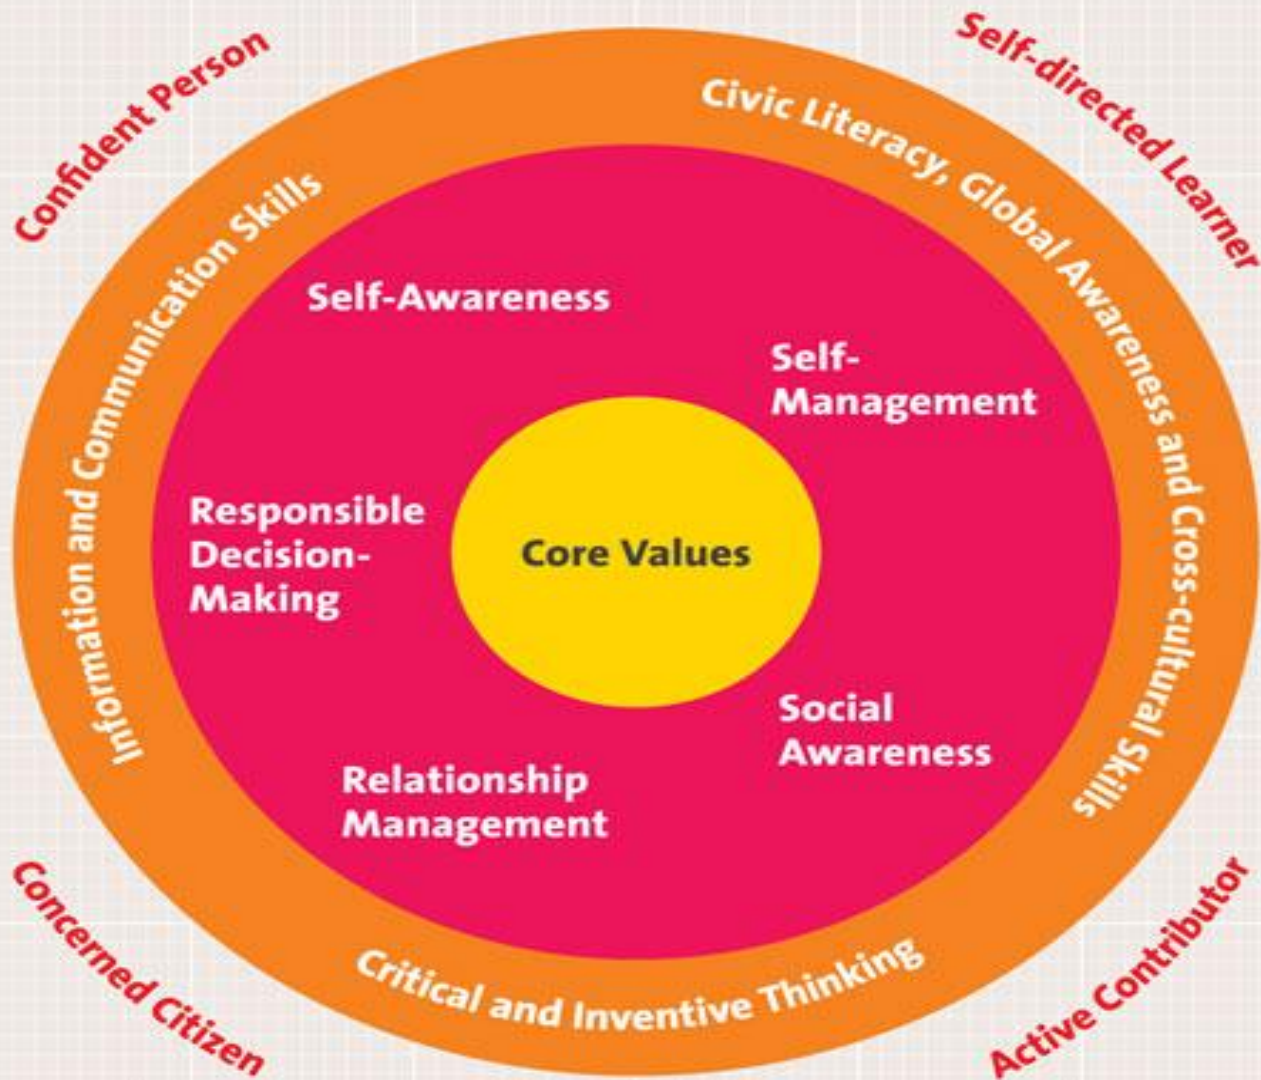 Confident Person
Self-directed Learner
Information and Communication Skills
Civic Literacy, Global Awareness and Cross-cultural Skills
Self-Awareness
Self-
Management
Responsible
Decision-
Making
Core Values
Social
Awareness
Relationship
Management
Critical and Inventive Thinking
Concerned Citizen
Active Contributor